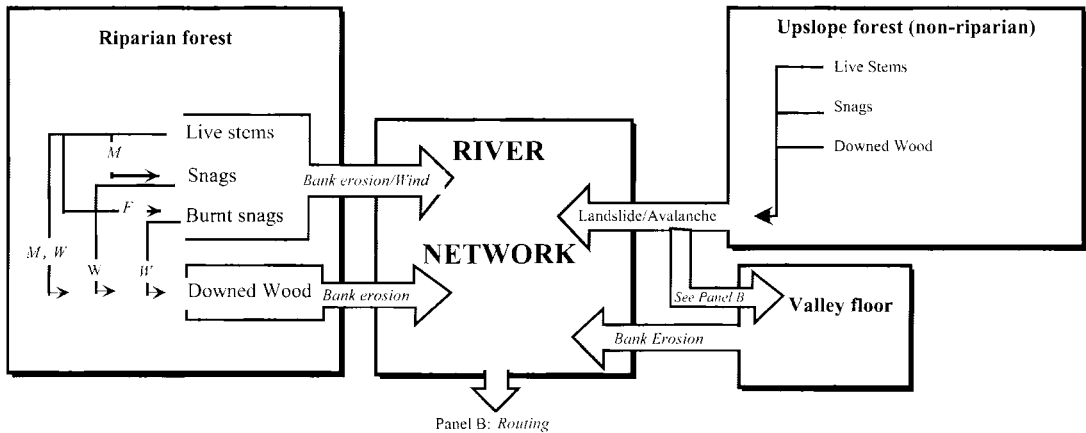 Riparian forest
Live stems
M
Snags
F
Burnt snags
M, W
W
W
Downed Wood
Bank erosion/Wind
Bank erosion
RIVER
NETWORK
Panel B: Routing
Upslope forest (non-riparian)
Live Stems
Snags
Downed Wood
Landslide/Avalanche
See Panel B
Valley floor
Bank Erosion